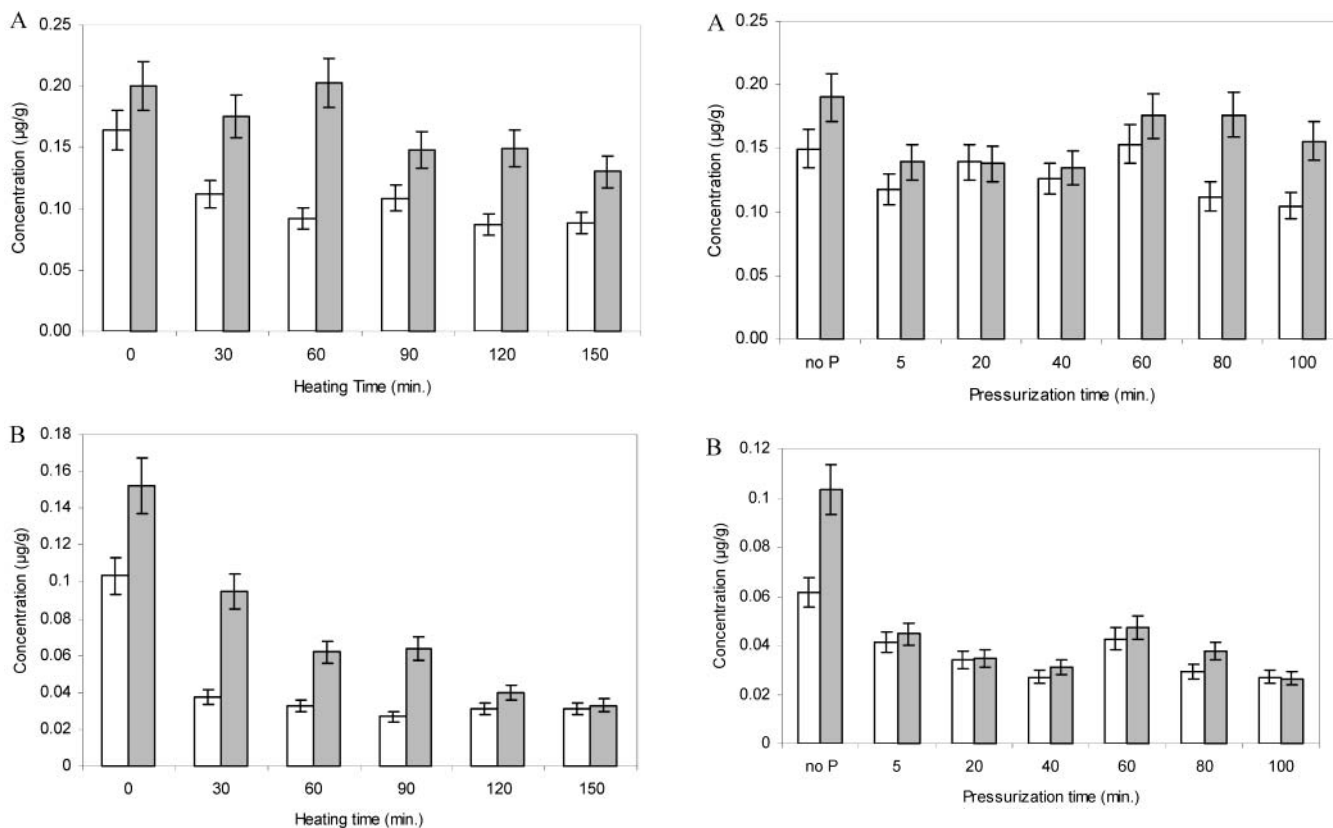 A
0.25
0.20
0.15
0.10
0.05
0.00
Concentration (µg/g)
0 30 60 90 120 150
Heating Time (min.)
A
0.25
0.20
0.15
0.10
0.05
0.00
Concentration (µg/g)
no P 5 20 40 60 80 100
Pressurization time (min.)
B
0.18
0.16
0.14
0.12
0.1
0.08
0.06
0.04
0.02
0
Concentration (µg/g)
0 30 60 90 120 150
Heating time (min.)
B
0.12
0.1
0.08
0.06
0.04
0.02
0
Concentration (µg/g)
no P 5 20 40 60 80 100
Pressurization time (min.)